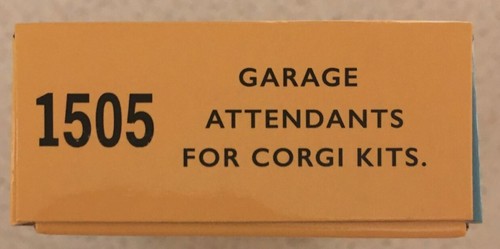 1505
GARAGE
ATTENDANTS
FOR CORGI KITS.